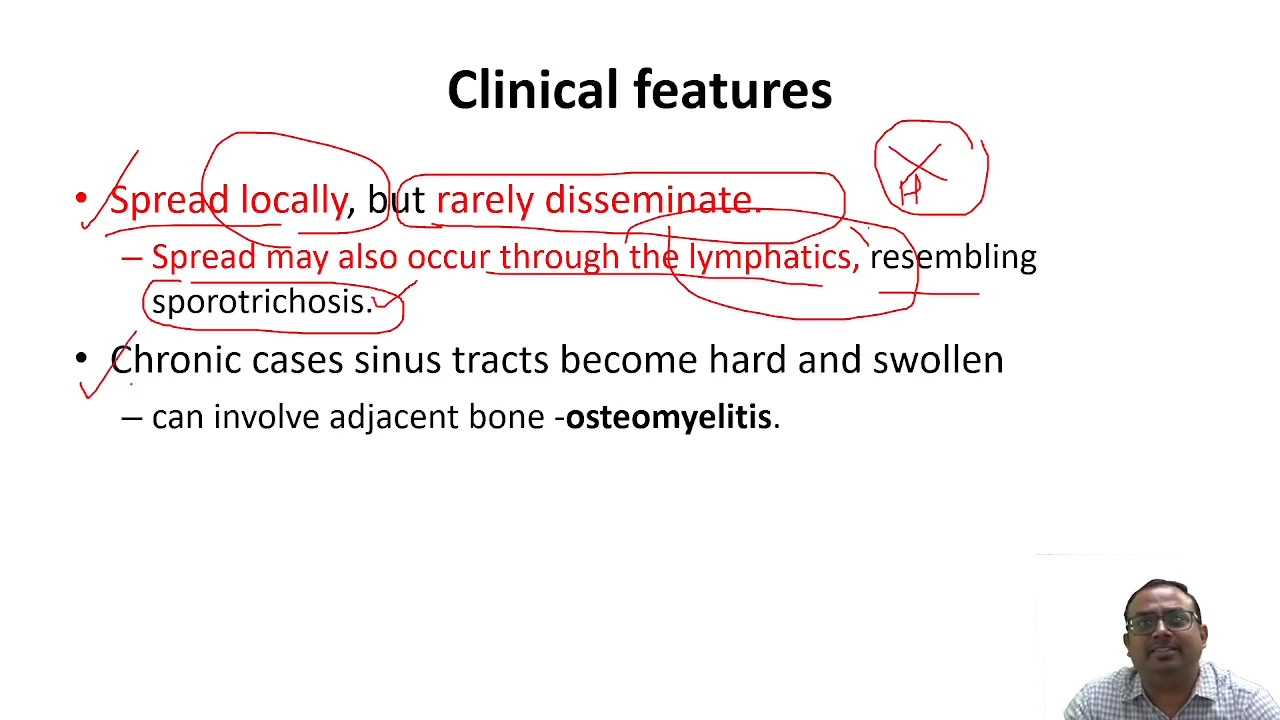 Clinical features
• Spread locally, but rarely disseminate.
– Spread may also occur through the lymphatics, resembling
sporotrichosis.
• Chronic cases sinus tracts become hard and swollen
– can involve adjacent bone -osteomyelitis.